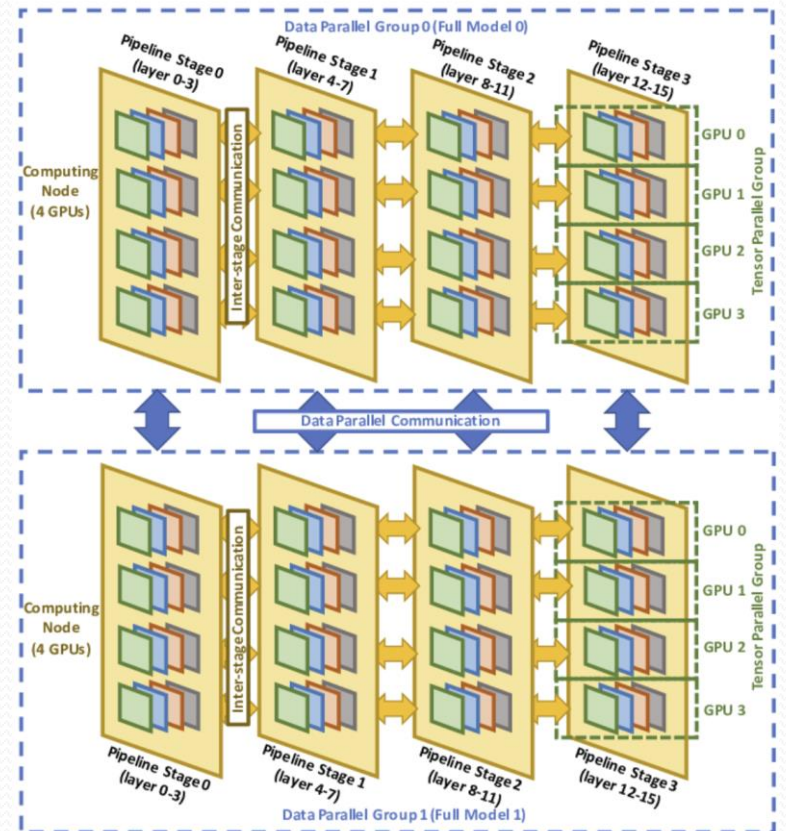 Data Parallel Group 0 (Full Model 0)
Pipeline Stage 0
(layer 0-3)
Pipeline Stage 1
(layer 4-7)
Pipeline Stage 2
(layer 8-11)
Pipeline Stage 3
(layer 12-15)
Computing
Node
(4 GPUs)
Inter-stage Communication
GPU 0
GPU 1
GPU 2
GPU 3
Tensor Parallel Group
Data Parallel Communication
Computing
Node
(4 GPUs)
Inter-stage Communication
GPU 0
GPU 1
GPU 2
GPU 3
Tensor Parallel Group
Pipeline Stage 0
(layer 0-3)
Pipeline Stage 1
(layer 4-7)
Pipeline Stage 2
(layer 8-11)
Pipeline Stage 3
(layer 12-15)
Data Parallel Group 1 (Full Model 1)